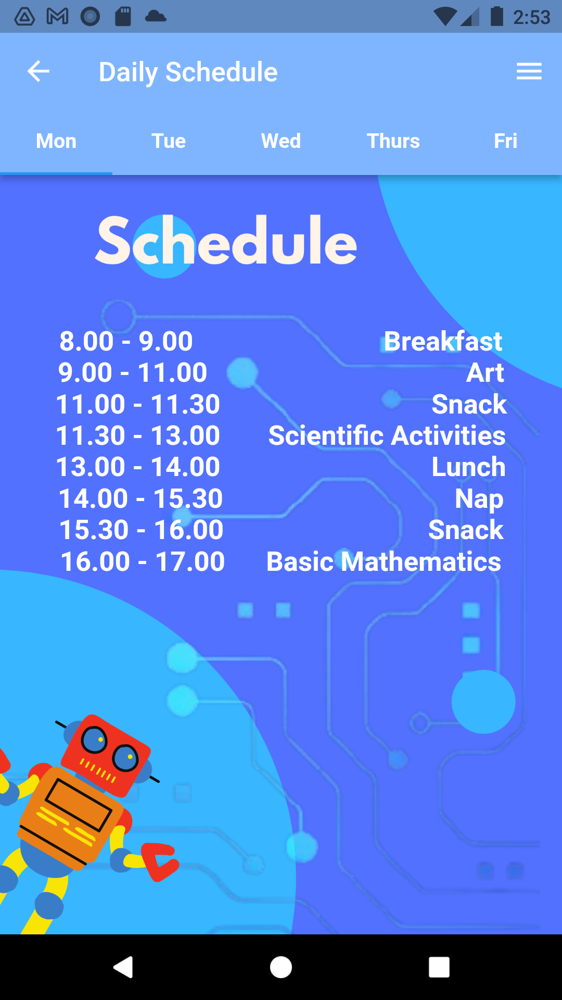 2:53
Daily Schedule
Mon Tue Wed Thurs Fri
Schedule
8.00 - 9.00 Breakfast
9.00 - 11.00 Art
11.00 - 11.30 Snack
11.30 - 13.00 Scientific Activities
13.00 - 14.00 Lunch
14.00 - 15.30 Nap
15.30 - 16.00 Snack
16.00 - 17.00 Basic Mathematics